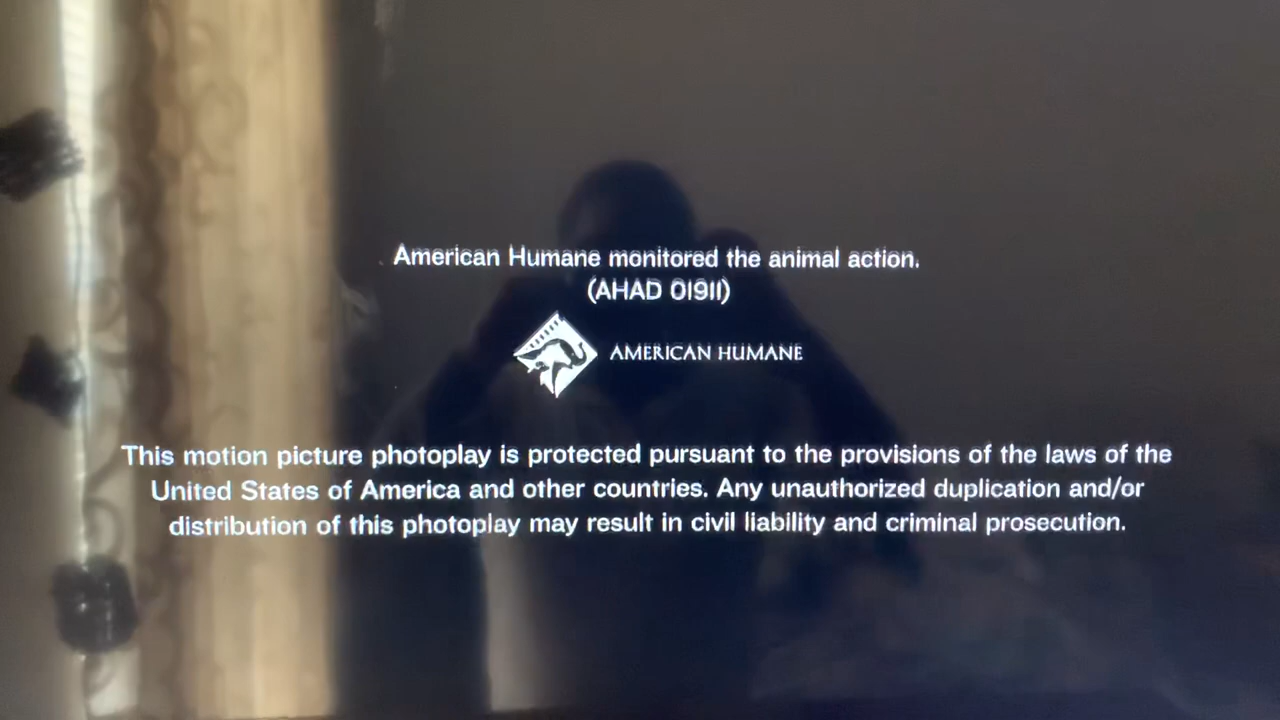 American Humane monitored the animal action.
(AHAD 01911)
AMERICAN HUMANE
This motion picture photoplay is protected pursuant to the provisions of the laws of the
United States of America and other countries. Any unauthorized duplication and/or
distribution of this photoplay may result in civil liability and criminal prosecution.